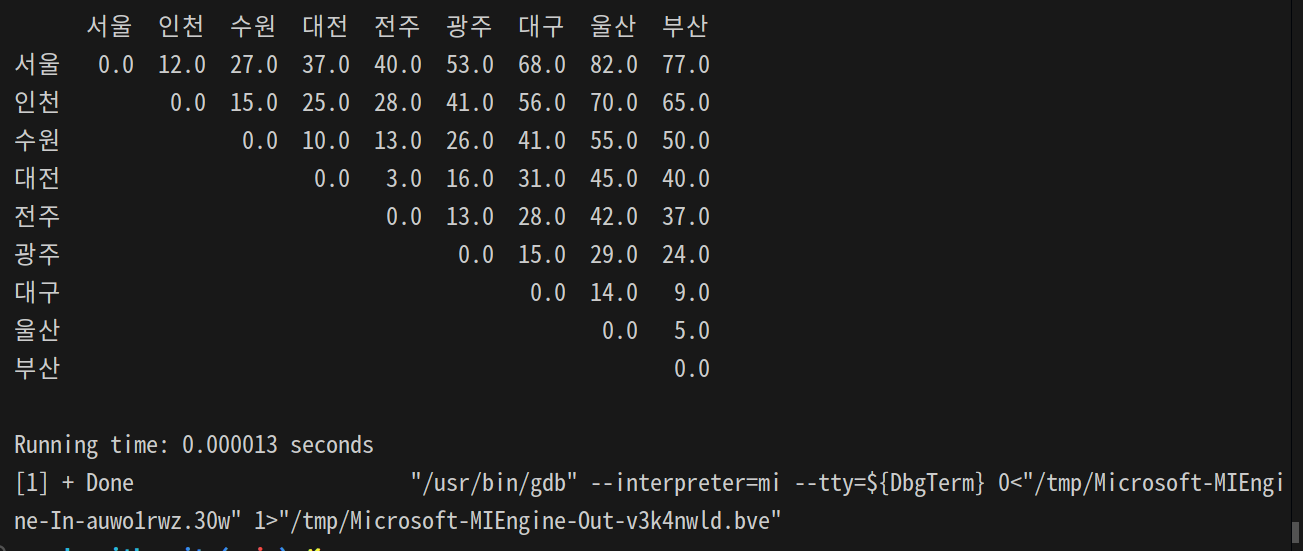 서울 인천 수원 대전 전주 광주 대구 울산 부산
서울 0.0 12.0 27.0 37.0 40.0 53.0 68.0 82.0 77.0
인천 0.0 15.0 25.0 28.0 41.0 56.0 70.0 65.0
수원 0.0 10.0 13.0 26.0 41.0 55.0 50.0
대전 0.0 3.0 16.0 31.0 45.0 40.0
전주 0.0 13.0 28.0 42.0 37.0
광주 0.0 15.0 29.0 24.0
대구 0.0 14.0 9.0
울산 0.0 5.0
부산 0.0
Running time: 0.000013 seconds
[1] + Done "/usr/bin/gdb" --interpreter=mi --tty=${DbgTerm} 0<"/tmp/Microsoft-MIEngi
ne-In-auwo1rwz.30w" 1>"/tmp/Microsoft-MIEngine-Out-v3k4nwld.bve"